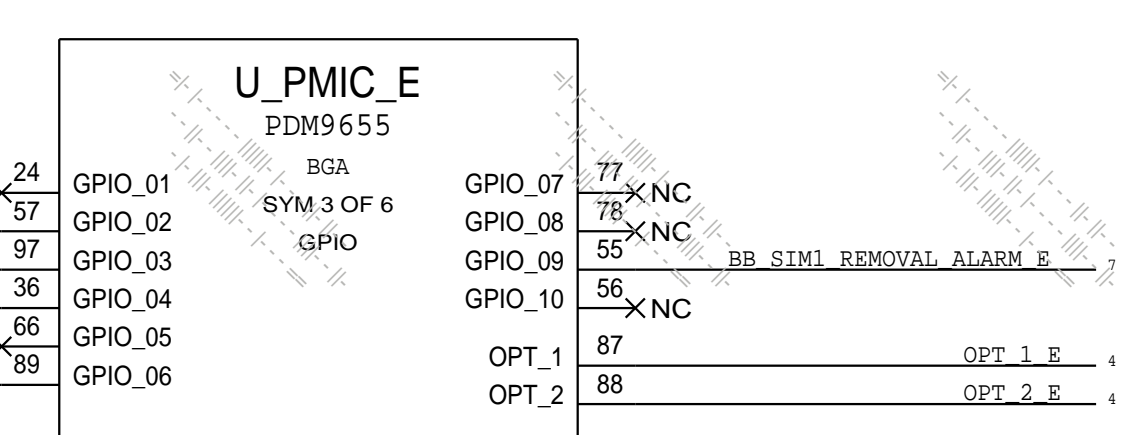 U_PMIC_E
PDM9655
BGA
SYM 3 OF 6
GPIO
24 GPIO_01 GPIO_07 77 NC
57 GPIO_02 GPIO_08 78 NC
97 GPIO_03 GPIO_09 55 BB_SIM1_REMOVAL_ALARM_E 7
36 GPIO_04 GPIO_10 56 NC
66 GPIO_05 OPT_1 87 OPT_1_E 4
89 GPIO_06 OPT_2 88 OPT_2_E 4